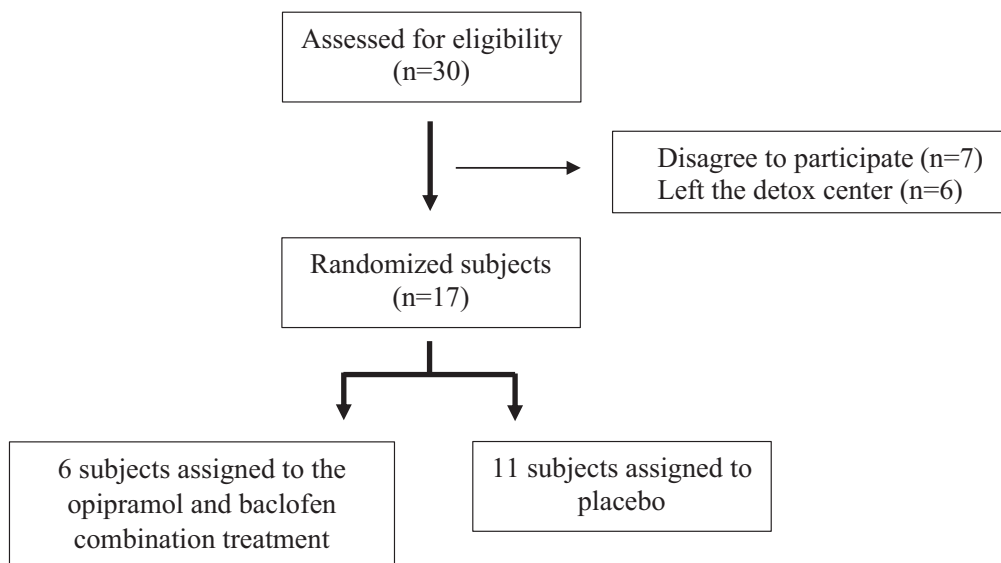 Assessed for eligibility
(n=30)
Disagree to participate (n=7)
Left the detox center (n=6)
Randomized subjects
(n=17)
6 subjects assigned to the
opipramol and baclofen
combination treatment
11 subjects assigned to
placebo